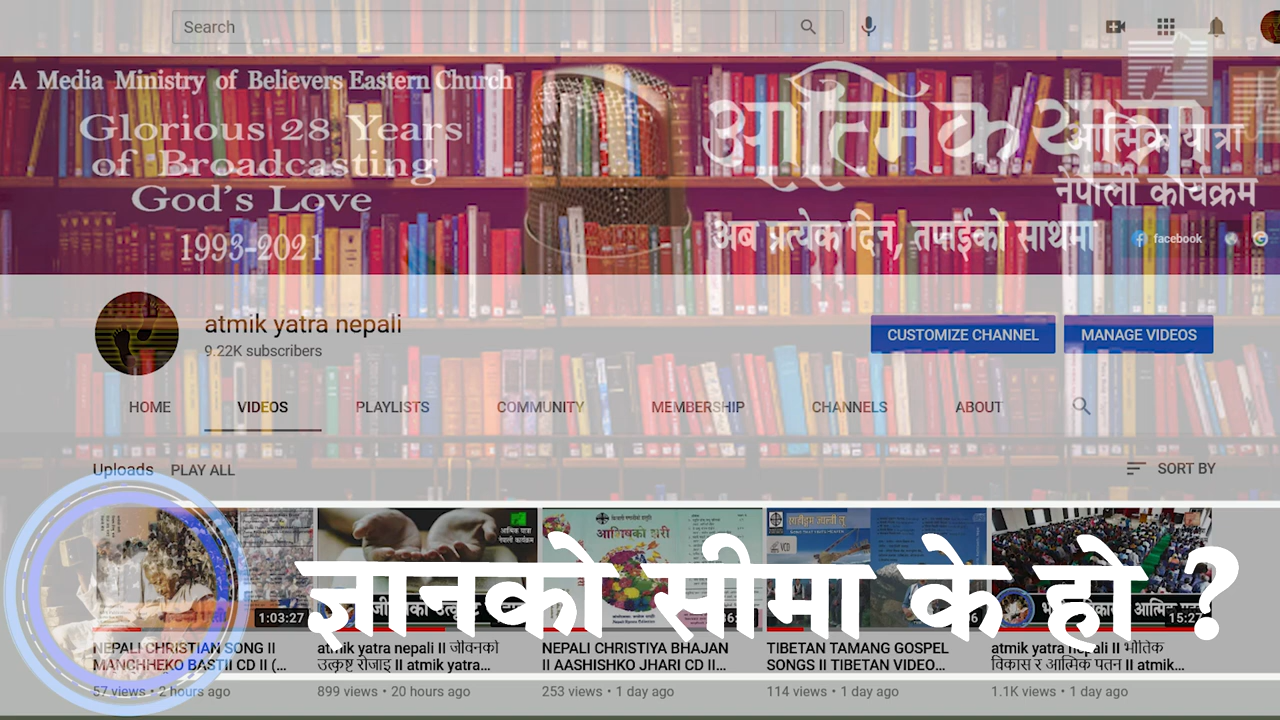 Search
A Media Ministry of Believers Eastern Church
Glorious 28 Years
of Broadcasting
God's Love
1993-2021
आत्मिक यात्रा
अब प्रत्येक दिन, तपाईको साथमा
आत्मिक यात्रा
नेपाली कार्यक्रम
facebook
atmik yatra nepali
9.22K subscribers
CUSTOMIZE CHANNEL
MANAGE VIDEOS
HOME VIDEOS PLAYLISTS COMMUNITY MEMBERSHIP CHANNELS ABOUT
Uploads PLAY ALL
SORT BY
आशिषको झरी
VCD
ज्ञानको सीमा के हो ?
1:03:27
15:27
NEPALI CHRISTIAN SONG II
MANCHHEKO BASTII CD II (...
57 views • 2 hours ago
atmik yatra nepali II जीवनको
उत्कृष्ट रोजाइ II atmik yatra...
899 views • 20 hours ago
NEPALI CHRISTIYA BHAJAN
II AASHISHKO JHARI CD II...
253 views • 1 day ago
TIBETAN TAMANG GOSPEL
SONGS II TIBETAN VIDEO...
114 views • 1 day ago
atmik yatra nepali II भौतिक
विकास र आत्मिक पतन II atmik...
1.1K views • 1 day ago